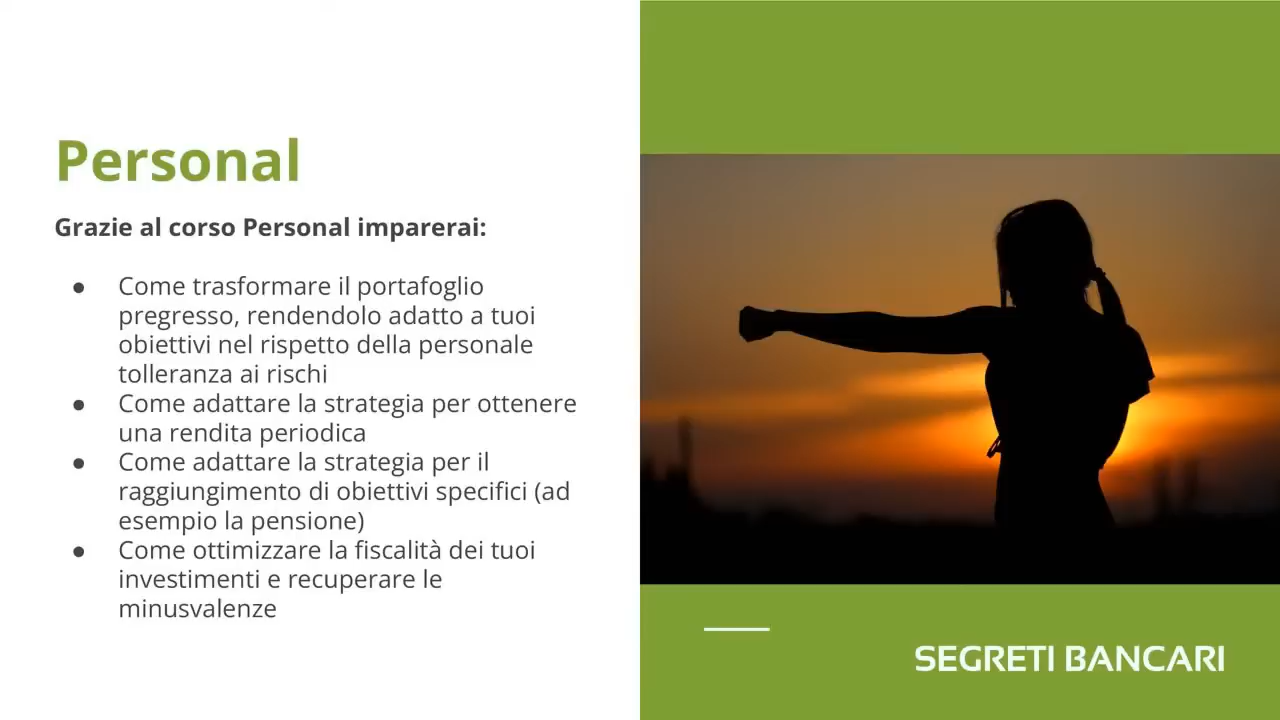 Personal
Grazie al corso Personal imparerai:
● Come trasformare il portafoglio
pregresso, rendendolo adatto a tuoi
obiettivi nel rispetto della personale
tolleranza ai rischi
● Come adattare la strategia per ottenere
una rendita periodica
● Come adattare la strategia per il
raggiungimento di obiettivi specifici (ad
esempio la pensione)
● Come ottimizzare la fiscalità dei tuoi
investimenti e recuperare le
minusvalenze
SEGRETI BANCARI